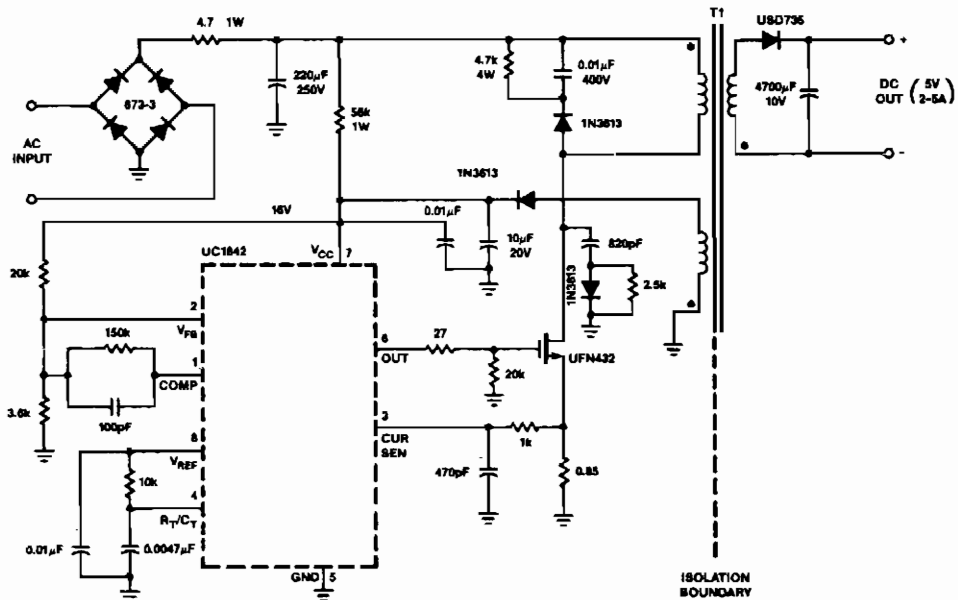 T1
4.7 1W
USD735
+
4.7k
4W
0.01μF
400V
220μF
250V
4700μF
10V
DC
OUT
(5V
2-5A)
673-3
56k
1W
1N3613
AC
INPUT
-
1N3613
16V
0.01μF
10μF
20V
820pF
UC1842
VCC
7
1N3613
2.5k
20k
2
VFB
150k
6
OUT
27
UFN432
1
COMP
20k
3.6k
100pF
3
CUR
SEN
1k
8
VREF
470pF
0.85
10k
4
RT/CT
0.01μF
0.0047μF
GND
5
ISOLATION
BOUNDARY